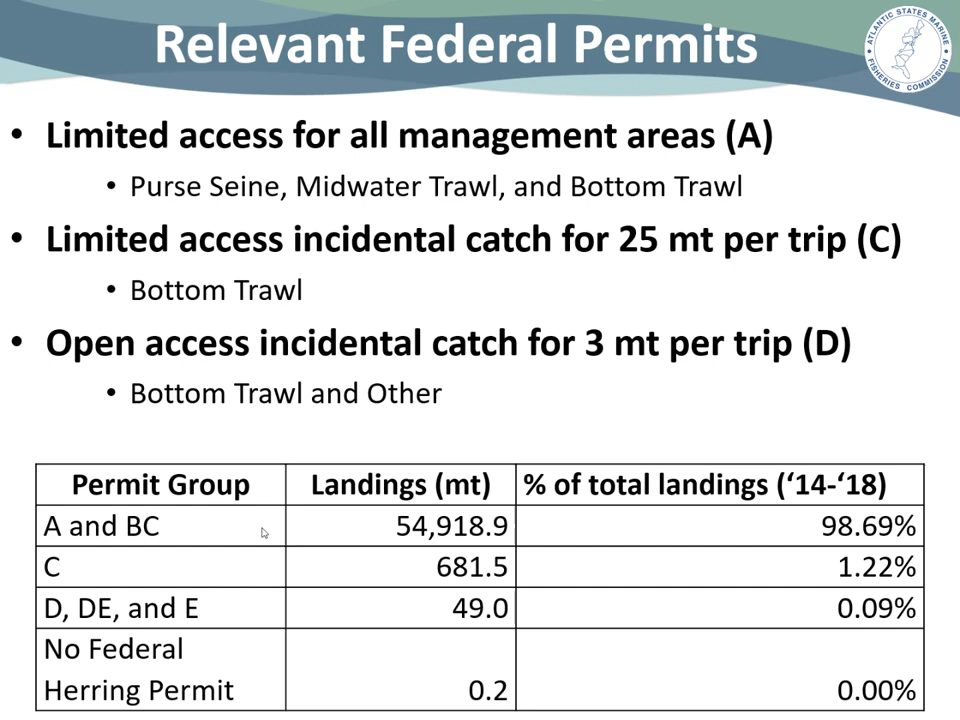 Relevant Federal Permits
ATLANTIC STATES MARINE
FISHERIES COMMISSION
• Limited access for all management areas (A)
• Purse Seine, Midwater Trawl, and Bottom Trawl
• Limited access incidental catch for 25 mt per trip (C)
• Bottom Trawl
• Open access incidental catch for 3 mt per trip (D)
• Bottom Trawl and Other
Permit Group Landings (mt) % of total landings (‘14-‘18)
A and BC 54,918.9 98.69%
C 681.5 1.22%
D, DE, and E 49.0 0.09%
No Federal
Herring Permit 0.2 0.00%